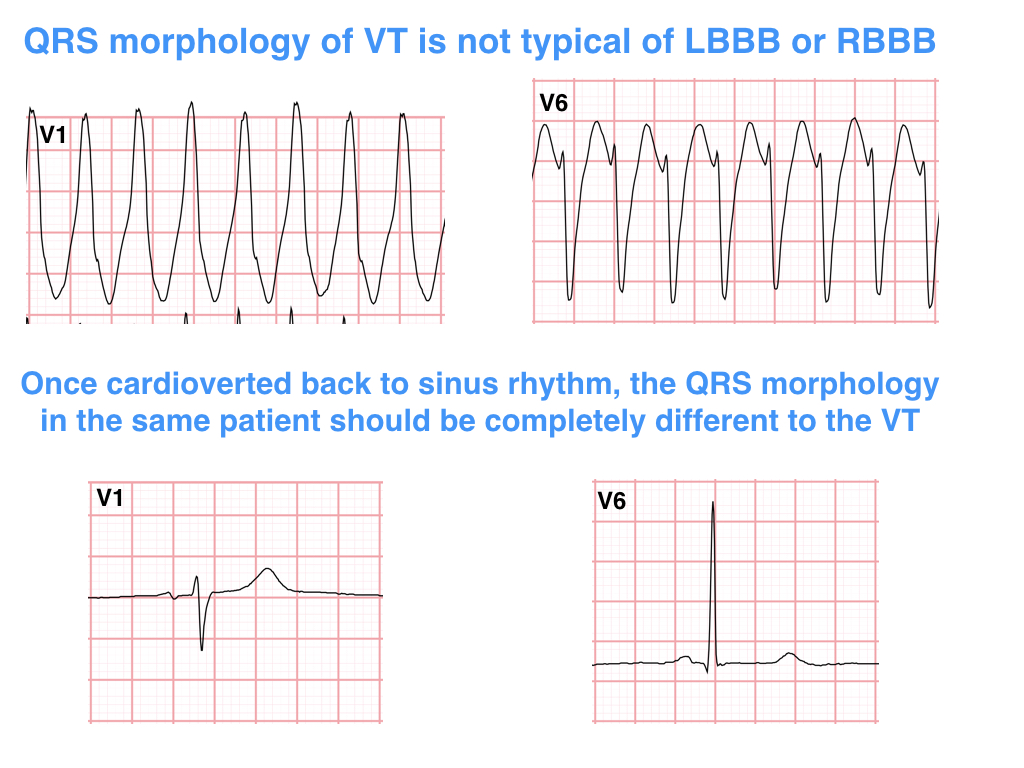 QRS morphology of VT is not typical of LBBB or RBBB
V1
V6
Once cardioverted back to sinus rhythm, the QRS morphology
in the same patient should be completely different to the VT
V1
V6